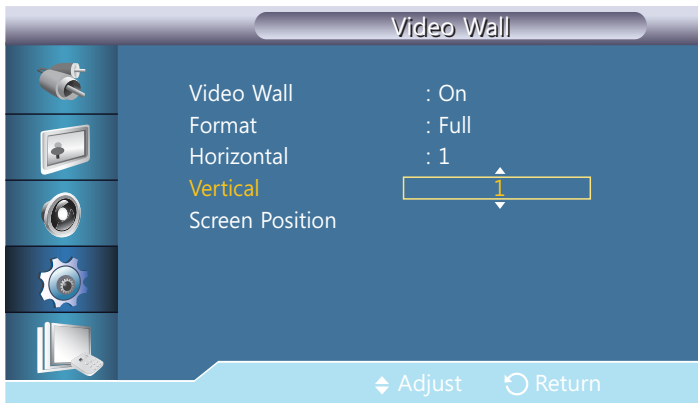 Video Wall
Video Wall : On
Format : Full
Horizontal : 1
Vertical 1
Screen Position
Adjust Return